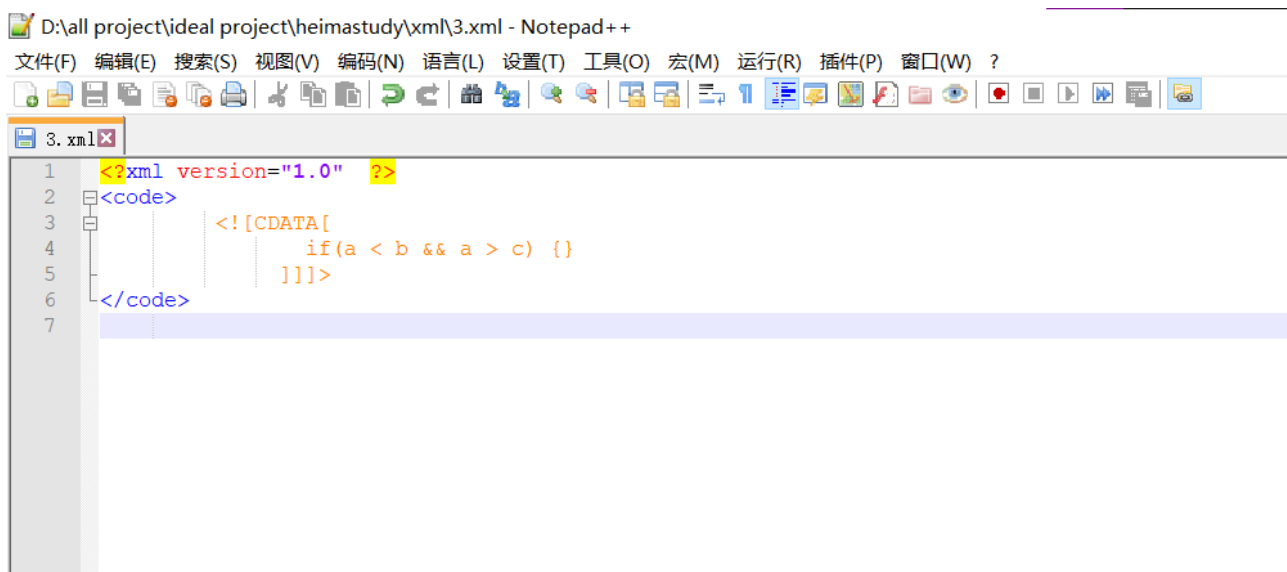 D:\all project\ideal project\heimastudy\xml\3.xml - Notepad++
文件(F) 编辑(E) 搜索(S) 视图(V) 编码(N) 语言(L) 设置(T) 工具(O) 宏(M) 运行(R) 插件(P) 窗口(W) ?
3.xml
1 <?xml version="1.0"  ?>
2 <code>
3 <![CDATA[
4 if(a < b && a > c) {}
5 ]]]>
6 </code>
7